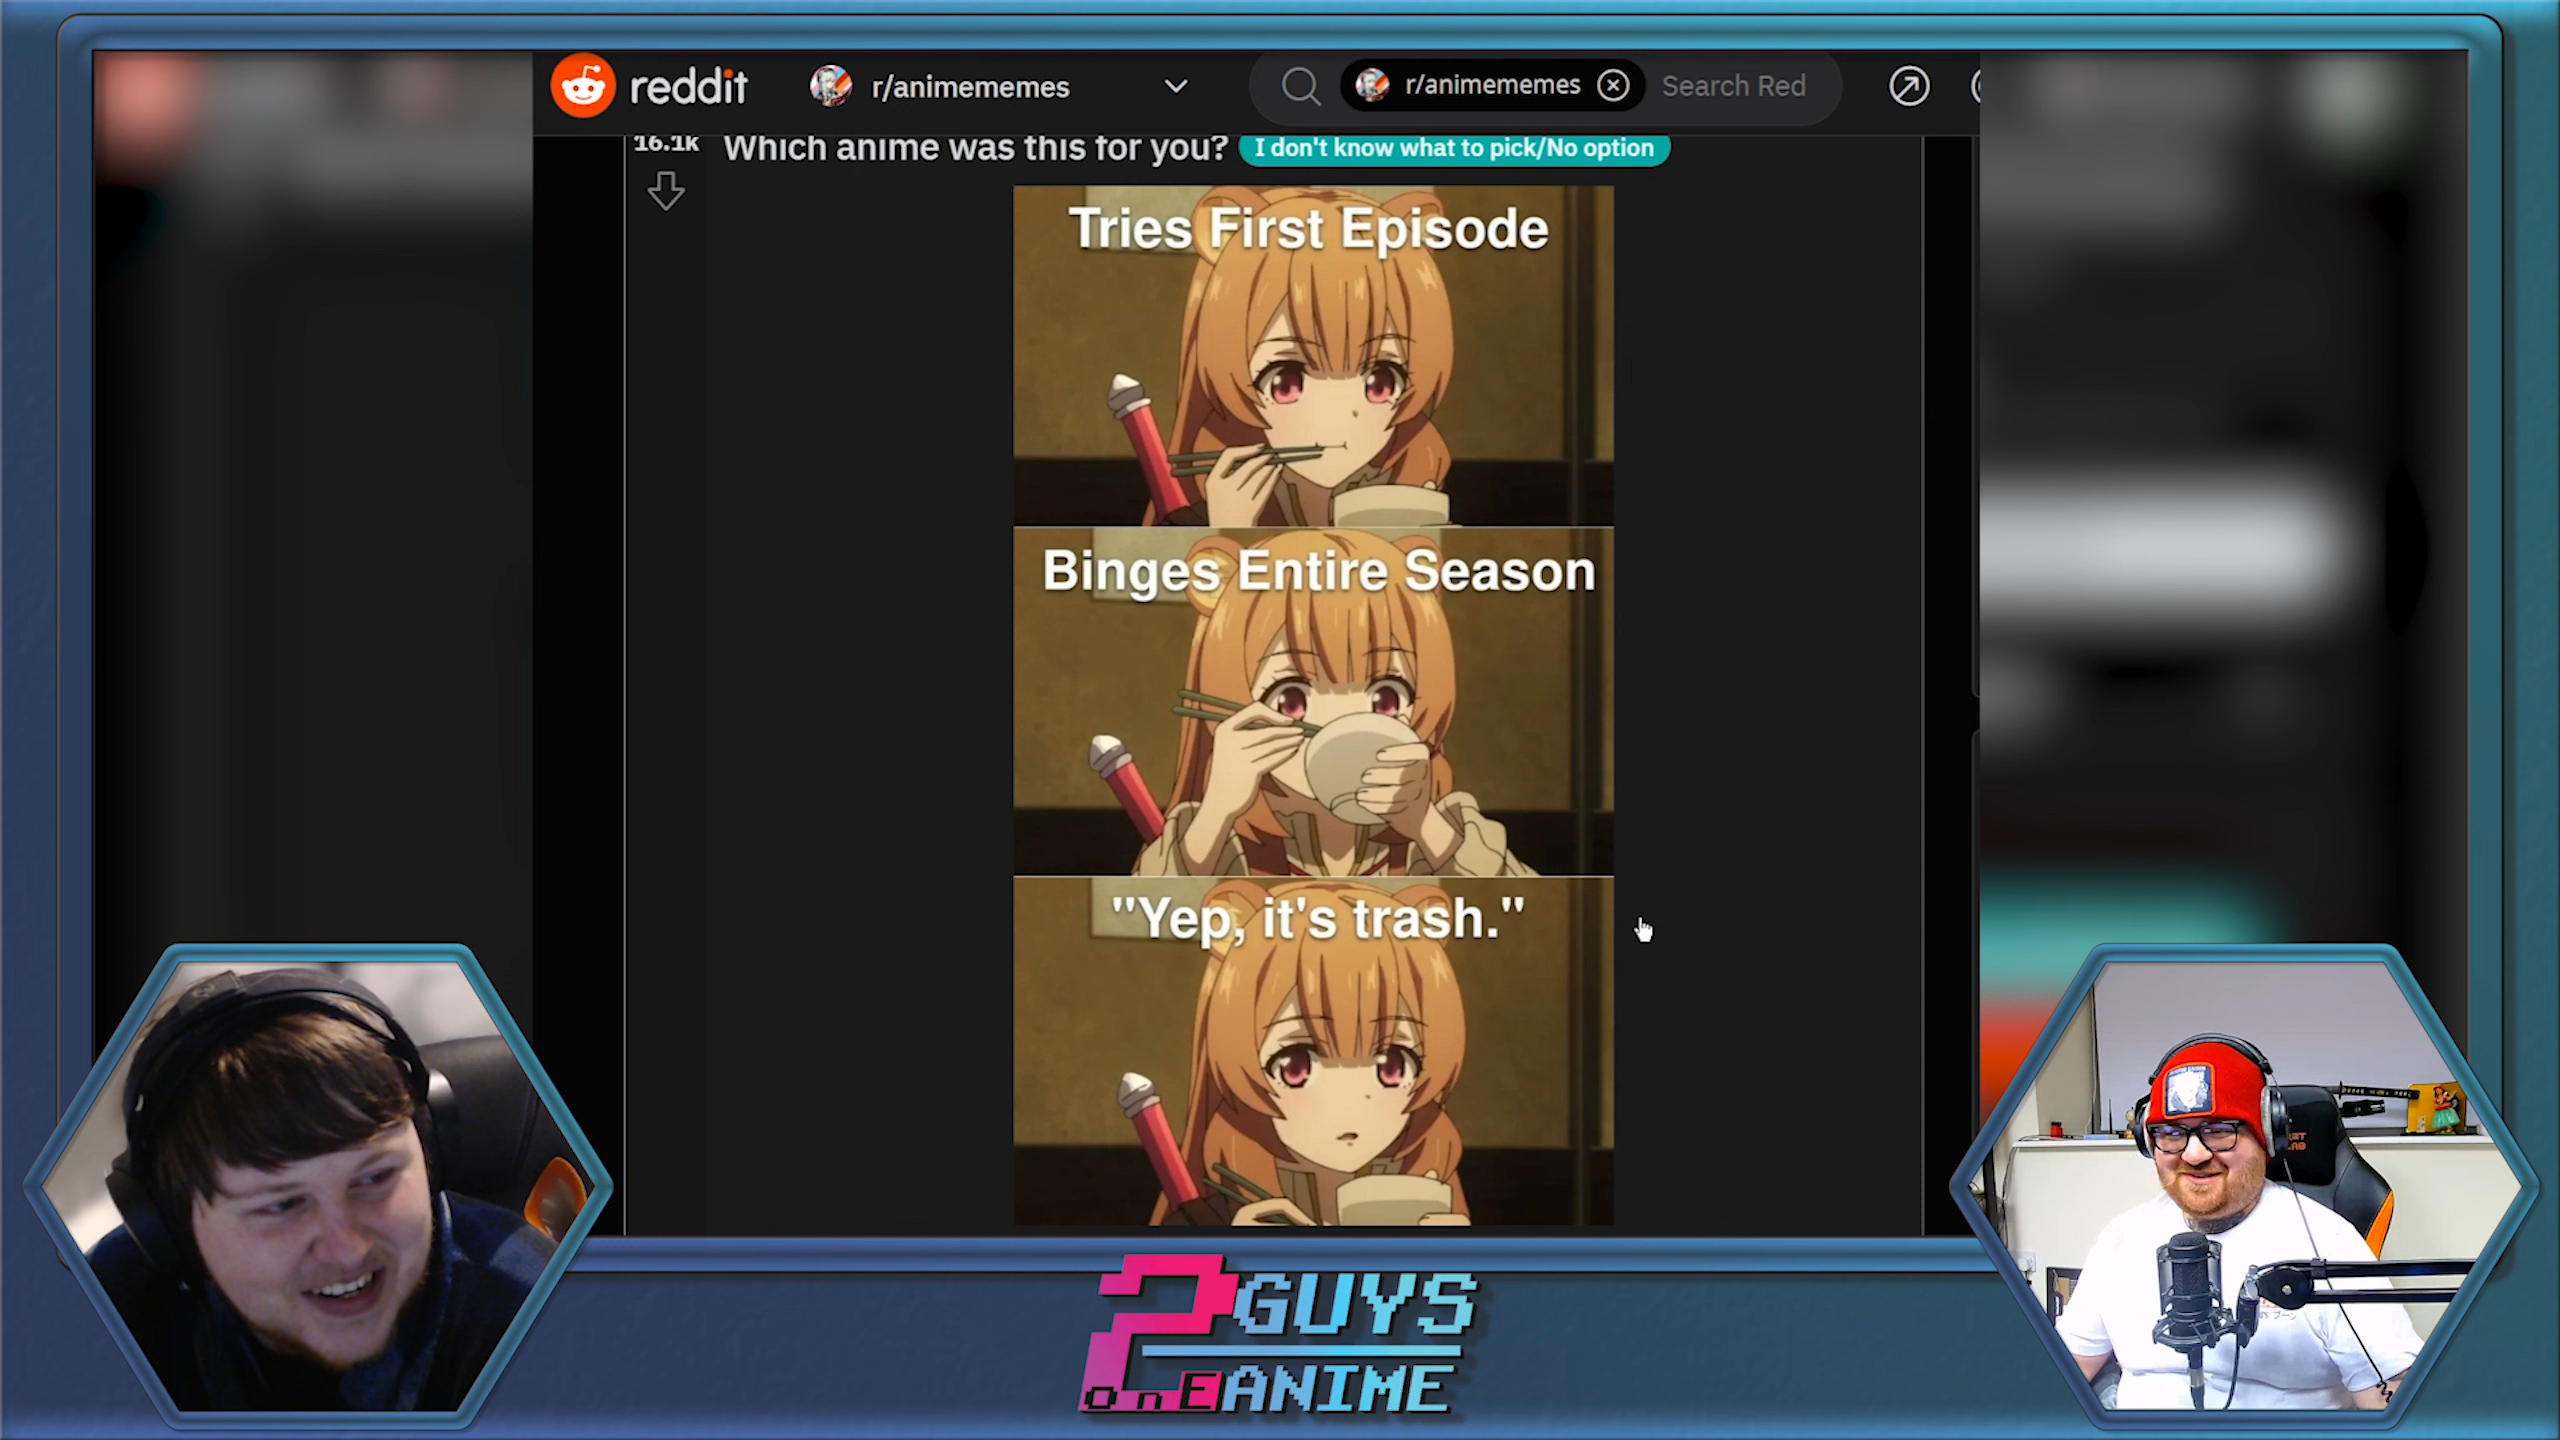 reddit
r/animememes
r/animememes
Search Red
16.1k
Which anime was this for you?
I don't know what to pick/No option
Tries First Episode
Binges Entire Season
"Yep, it's trash."
2 GUYS
onE ANIME